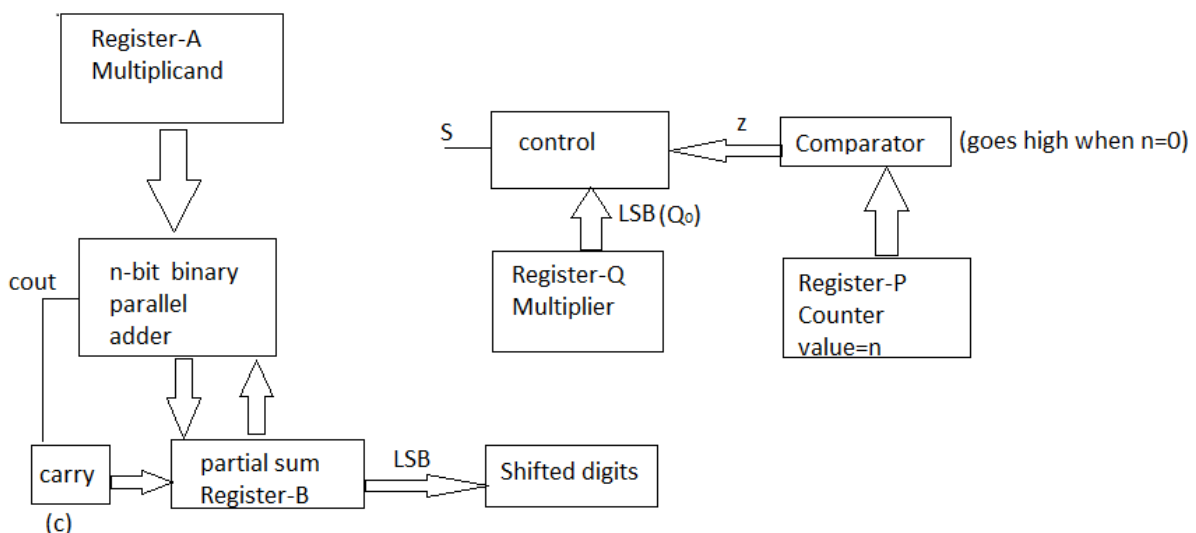 Register-A
Multiplicand
S
control
z
Comparator
(goes high when n=0)
LSB (Q₀)
Register-Q
Multiplier
Register-P
Counter
value=n
cout
n-bit binary
parallel
adder
carry
(c)
partial sum
Register-B
LSB
Shifted digits